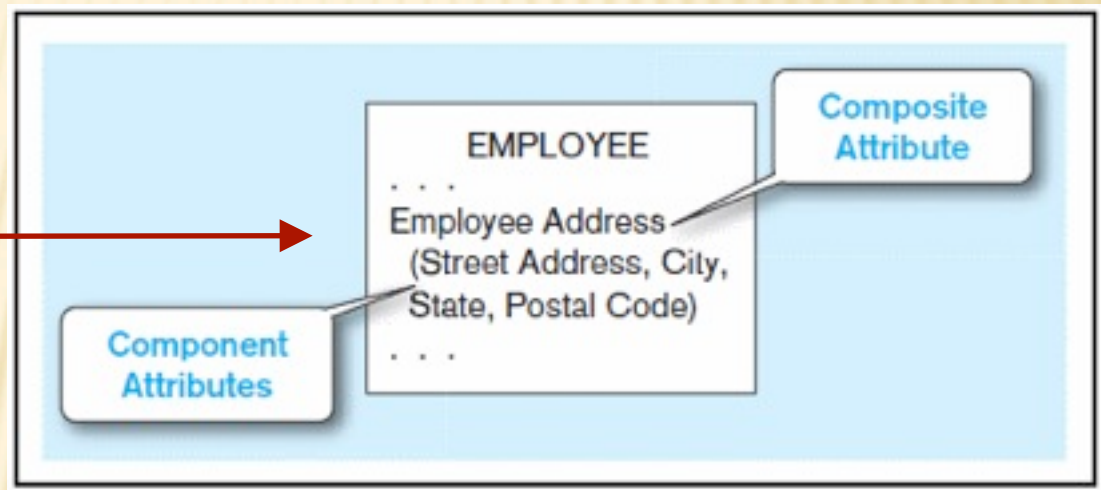 EMPLOYEE
. . .
Employee Address
(Street Address, City,
State, Postal Code)
. . .
Composite
Attribute
Component
Attributes